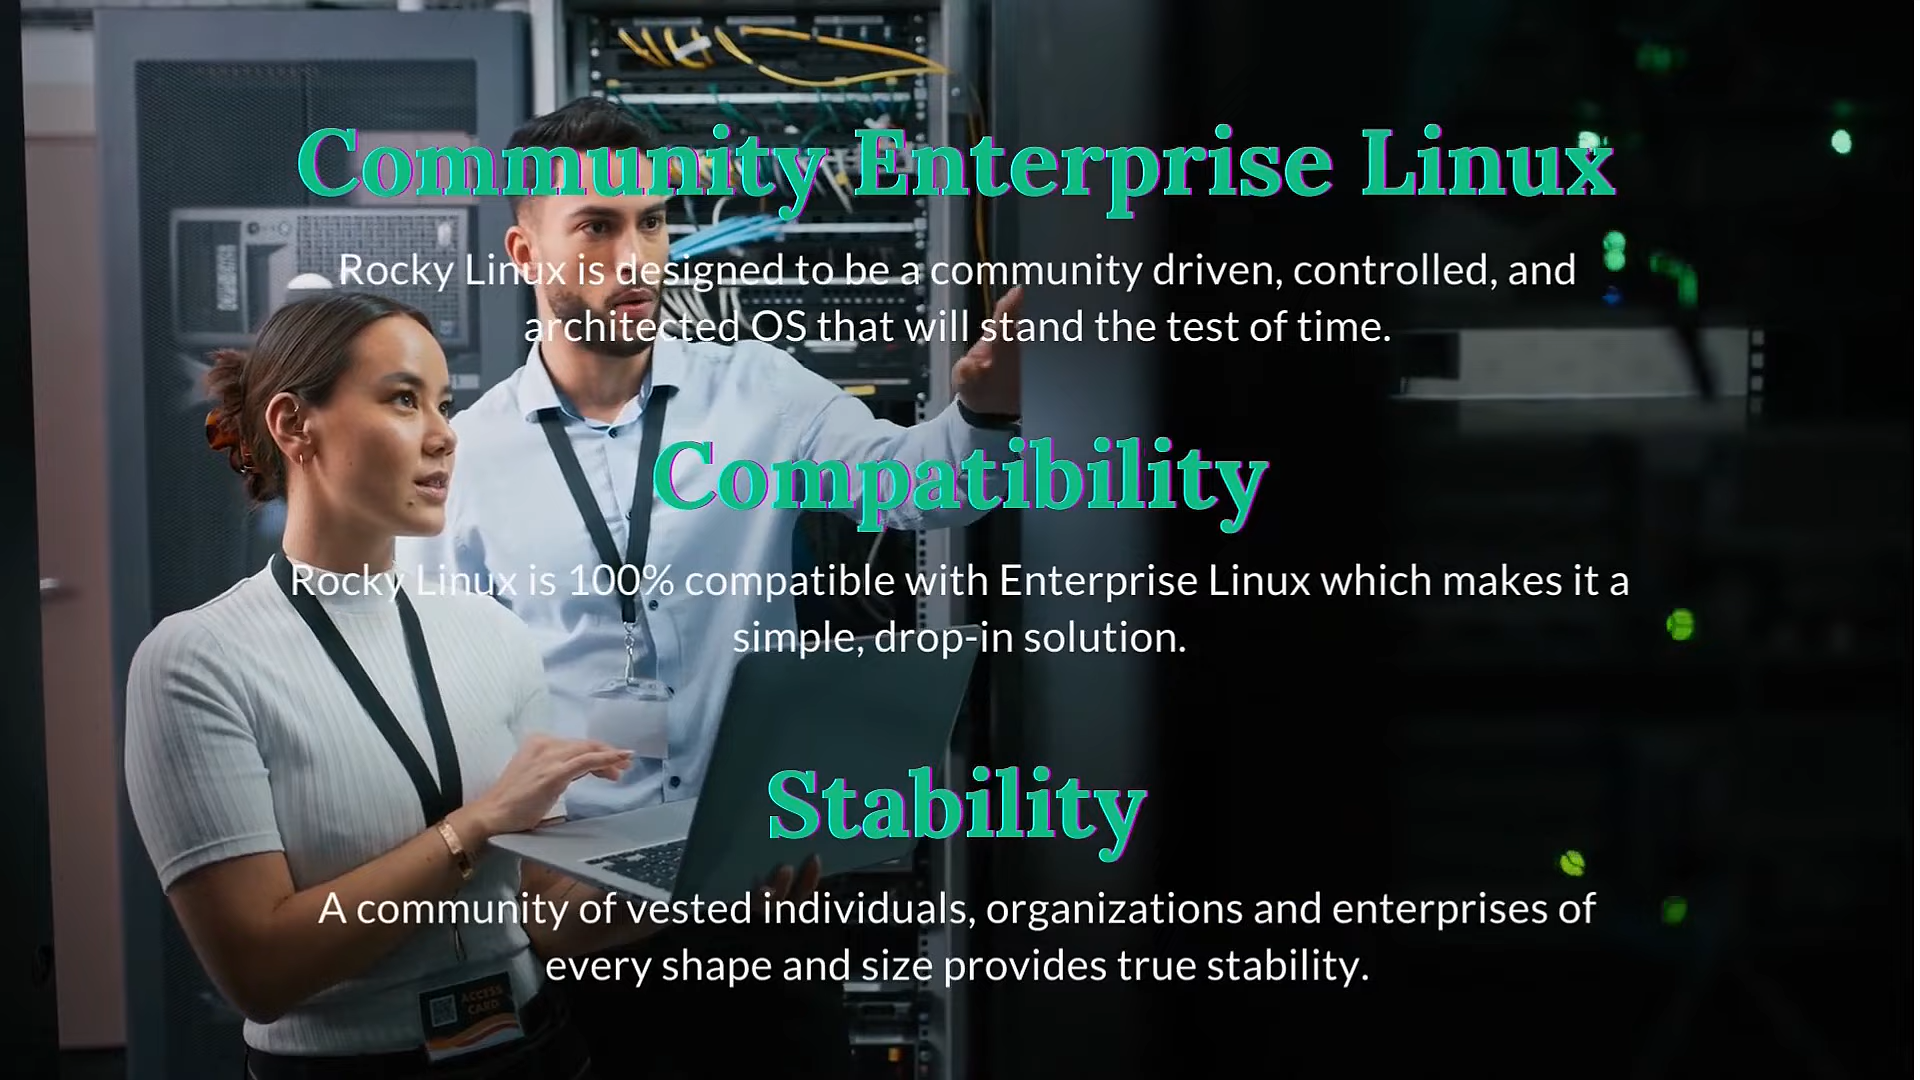 Community Enterprise Linux
Rocky Linux is designed to be a community driven, controlled, and
architected OS that will stand the test of time.
Compatibility
Rocky Linux is 100% compatible with Enterprise Linux which makes it a
simple, drop-in solution.
Stability
A community of vested individuals, organizations and enterprises of
every shape and size provides true stability.
ACCESS
CARD